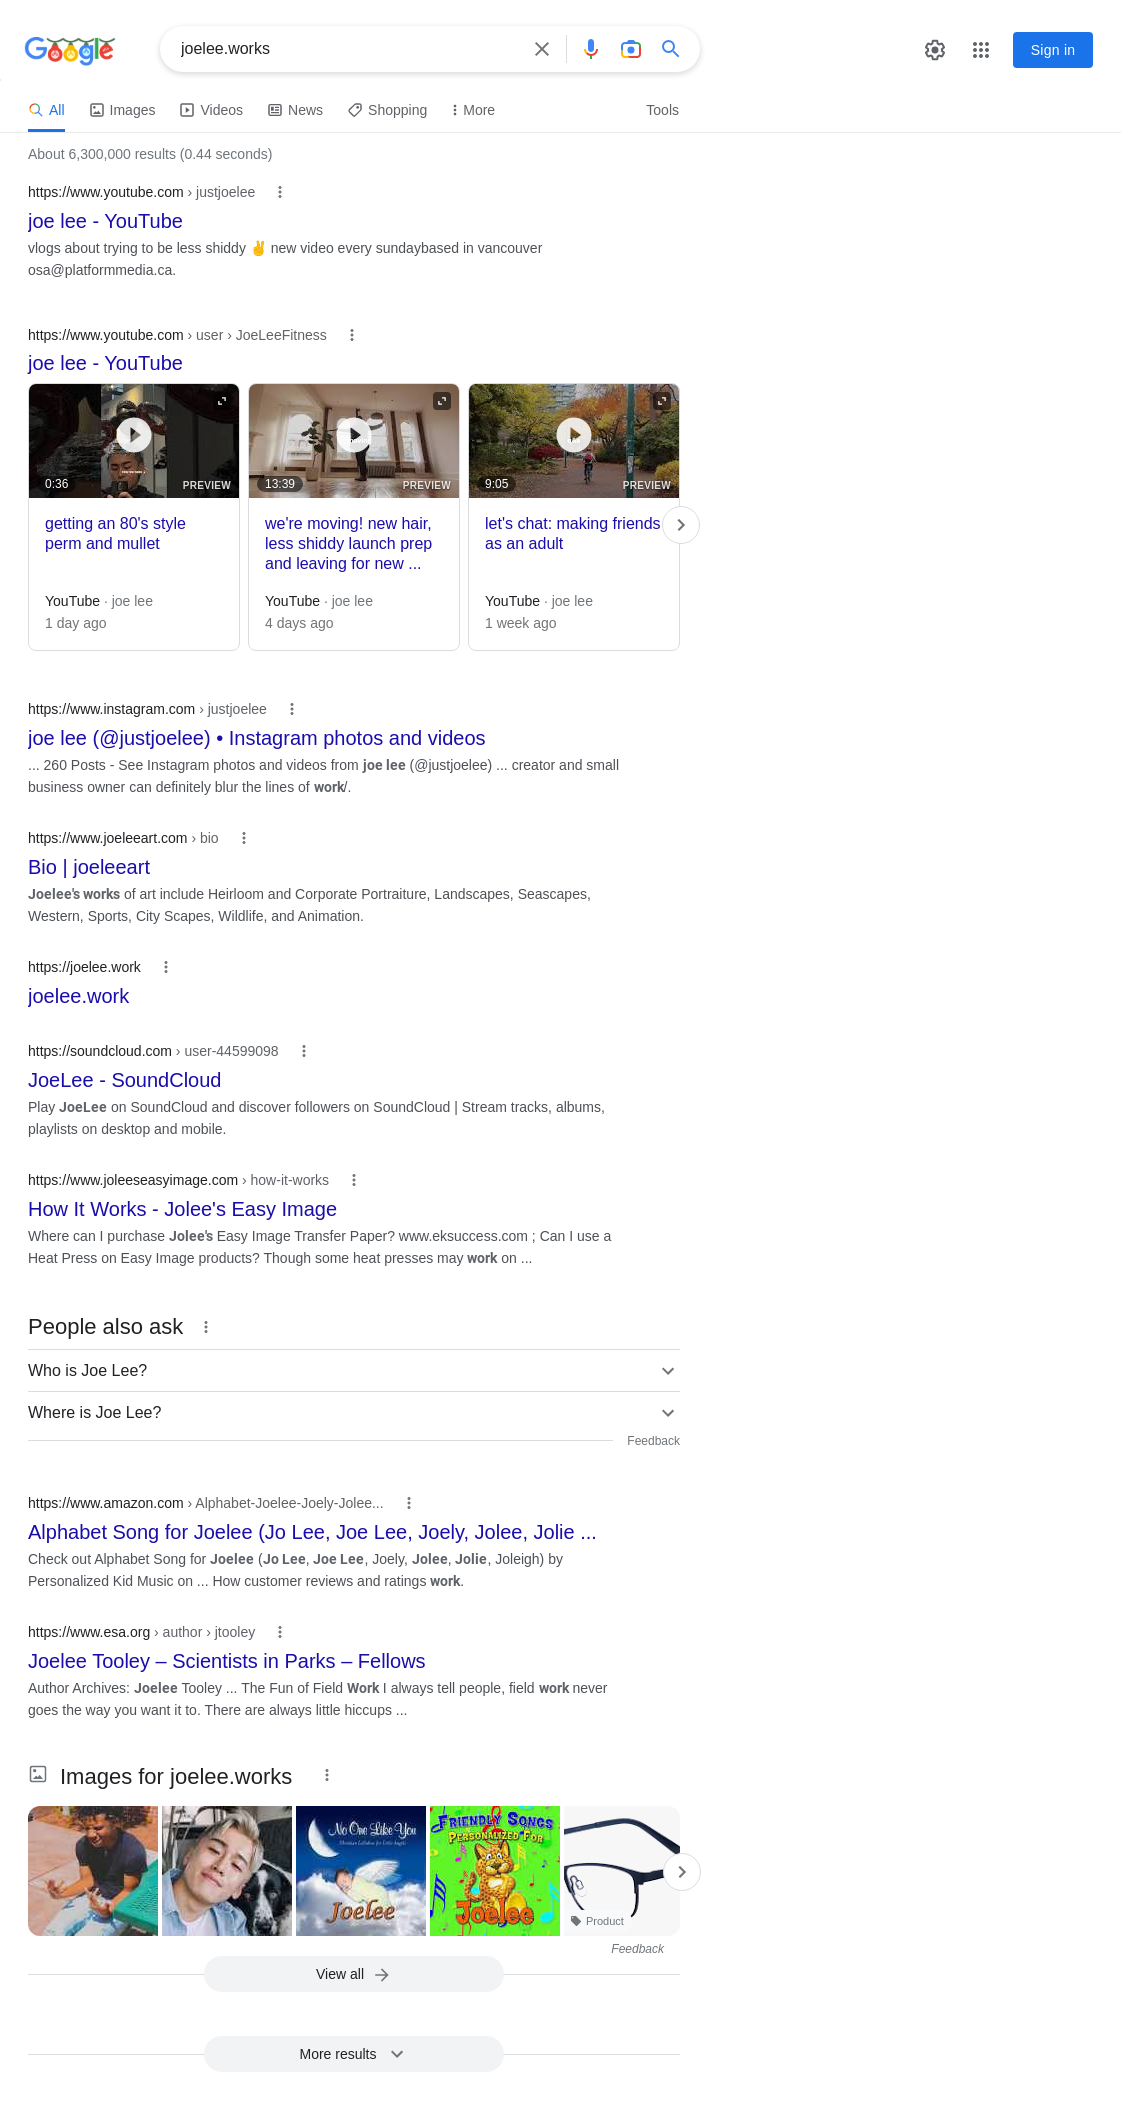 Google
joelee.works
Sign in
All
Images
Videos
News
Shopping
More
Tools
About 6,300,000 results (0.44 seconds)
https://www.youtube.com › justjoelee
joe lee - YouTube
vlogs about trying to be less shiddy ✌️ new video every sundaybased in vancouver
osa@platformmedia.ca.
https://www.youtube.com › user › JoeLeeFitness
joe lee - YouTube
0:36
PREVIEW
getting an 80's style
perm and mullet
YouTube · joe lee
1 day ago
13:39
PREVIEW
we're moving! new hair,
less shiddy launch prep
and leaving for new ...
YouTube · joe lee
4 days ago
9:05
PREVIEW
let's chat: making friends
as an adult
YouTube · joe lee
1 week ago
https://www.instagram.com › justjoelee
joe lee (@justjoelee) • Instagram photos and videos
... 260 Posts - See Instagram photos and videos from joe lee (@justjoelee) ... creator and small
business owner can definitely blur the lines of work/.
https://www.joeleeart.com › bio
Bio | joeleeart
Joelee's works of art include Heirloom and Corporate Portraiture, Landscapes, Seascapes,
Western, Sports, City Scapes, Wildlife, and Animation.
https://joelee.work
joelee.work
https://soundcloud.com › user-44599098
JoeLee - SoundCloud
Play JoeLee on SoundCloud and discover followers on SoundCloud | Stream tracks, albums,
playlists on desktop and mobile.
https://www.joleeseasyimage.com › how-it-works
How It Works - Jolee's Easy Image
Where can I purchase Jolee's Easy Image Transfer Paper? www.eksuccess.com ; Can I use a
Heat Press on Easy Image products? Though some heat presses may work on ...
People also ask
Who is Joe Lee?
Where is Joe Lee?
Feedback
https://www.amazon.com › Alphabet-Joelee-Joely-Jolee...
Alphabet Song for Joelee (Jo Lee, Joe Lee, Joely, Jolee, Jolie ...
Check out Alphabet Song for Joelee (Jo Lee, Joe Lee, Joely, Jolee, Jolie, Joleigh) by
Personalized Kid Music on ... How customer reviews and ratings work.
https://www.esa.org › author › jtooley
Joelee Tooley – Scientists in Parks – Fellows
Author Archives: Joelee Tooley ... The Fun of Field Work I always tell people, field work never
goes the way you want it to. There are always little hiccups ...
Images for joelee.works
No One Like You
Joelee
FRIENDLY SONGS
PERSONALIZED FOR
Joelee
Product
Feedback
View all
More results